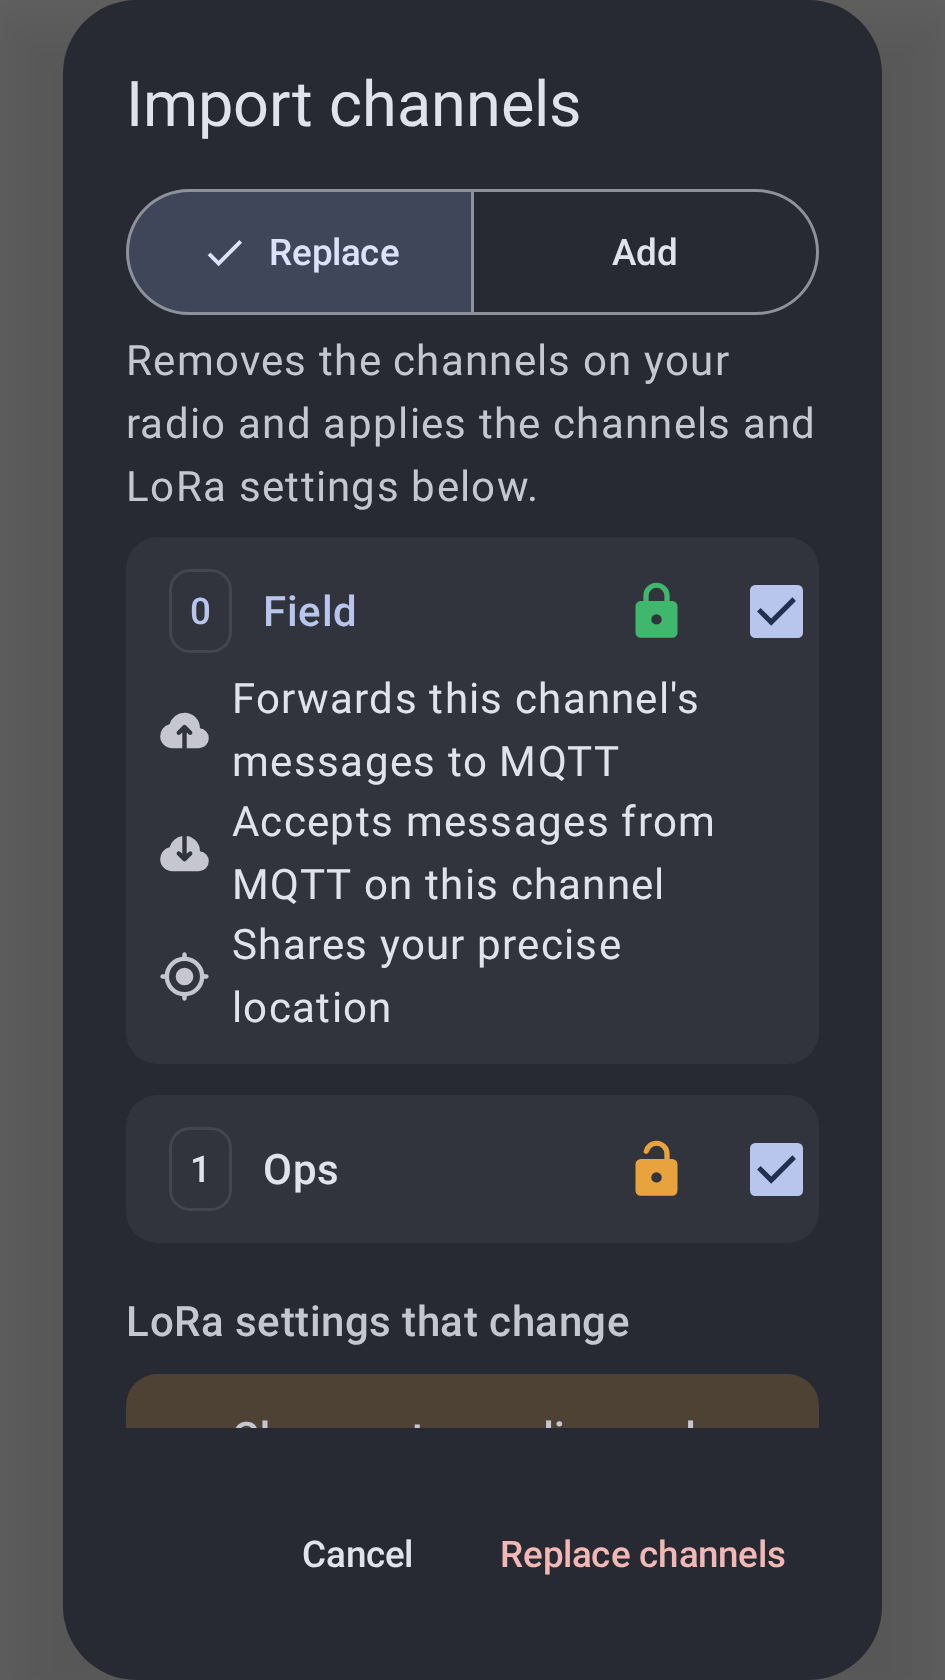 Import channels
Replace
Add
Removes the channels on your
radio and applies the channels and
LoRa settings below.
0
Field
Forwards this channel's
messages to MQTT
Accepts messages from
MQTT on this channel
Shares your precise
location
1
Ops
LoRa settings that change
Cancel
Replace channels